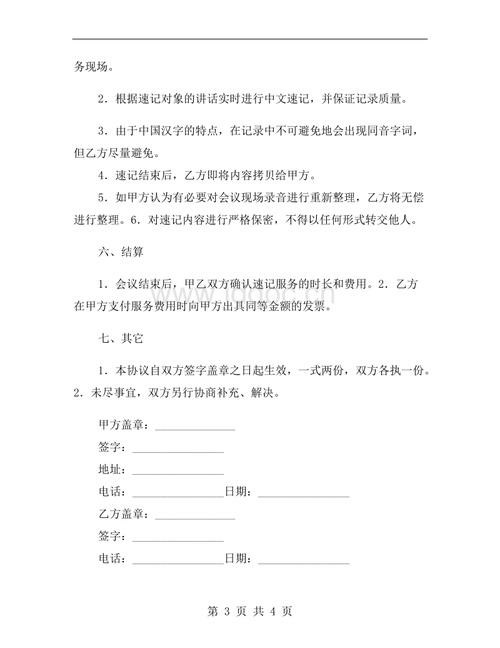 务现场。
2．根据速记对象的讲话实时进行中文速记，并保证记录质量。
3．由于中国汉字的特点，在记录中不可避免地会出现同音字词，
但乙方尽量避免。
4．速记结束后，乙方即将内容拷贝给甲方。
5．如甲方认为有必要对会议现场录音进行重新整理，乙方将无偿
进行整理。6．对速记内容进行严格保密，不得以任何形式转交他人。
六、结算
1．会议结束后，甲乙双方确认速记服务的时长和费用。2．乙方
在甲方支付服务费用时向甲方出具同等金额的发票。
七、其它
1．本协议自双方签字盖章之日起生效，一式两份，双方各执一份。
2．未尽事宜，双方另行协商补充、解决。
甲方盖章：______________
签字：________________
地址：________________
电话：________________日期：________________
乙方盖章：______________
签字：________________
电话：________________日期：________________
第 3 页 共 4 页